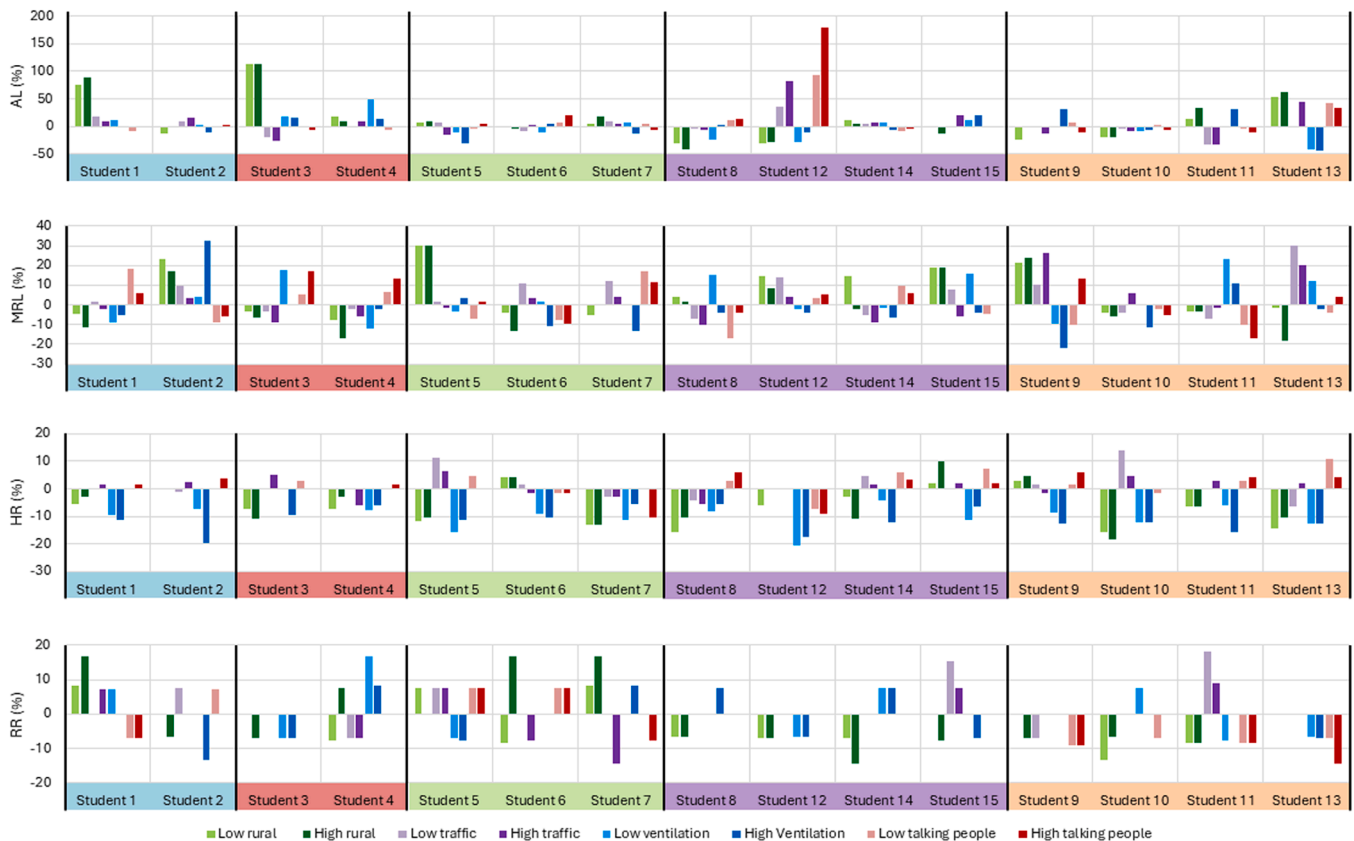 200
150
100
50
0
-50
AL (%)
Student 1 Student 2 Student 3 Student 4 Student 5 Student 6 Student 7 Student 8 Student 12 Student 14 Student 15 Student 9 Student 10 Student 11 Student 13
40
30
20
10
0
-10
-20
-30
MRL (%)
Student 1 Student 2 Student 3 Student 4 Student 5 Student 6 Student 7 Student 8 Student 12 Student 14 Student 15 Student 9 Student 10 Student 11 Student 13
20
10
0
-10
-20
-30
HR (%)
Student 1 Student 2 Student 3 Student 4 Student 5 Student 6 Student 7 Student 8 Student 12 Student 14 Student 15 Student 9 Student 10 Student 11 Student 13
20
10
0
-10
-20
RR (%)
Student 1 Student 2 Student 3 Student 4 Student 5 Student 6 Student 7 Student 8 Student 12 Student 14 Student 15 Student 9 Student 10 Student 11 Student 13
Low rural High rural Low traffic High traffic Low ventilation High Ventilation Low talking people High talking people